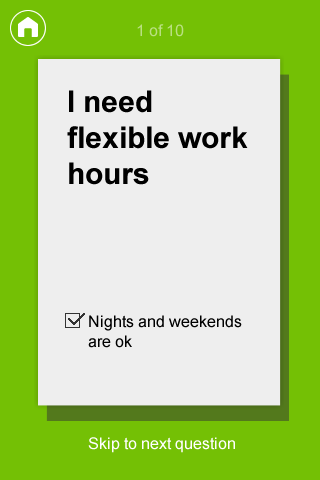 1 of 10
I need
flexible work
hours
Nights and weekends
are ok
Skip to next question